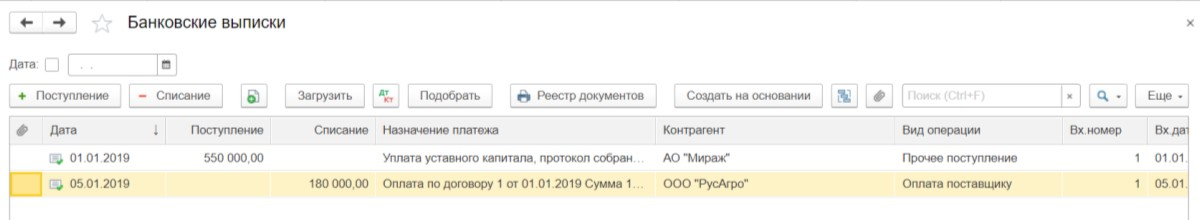 Банковские выписки
Дата: . .
+ Поступление − Списание Загрузить Дт Кт Подобрать Реестр документов Создать на основании Поиск (Ctrl+F) × Еще
Дата ↓ Поступление Списание Назначение платежа Контрагент Вид операции Вх.номер Вх.дат
01.01.2019 550 000,00 Уплата уставного капитала, протокол собран... АО "Мираж" Прочее поступление 1 01.01.
05.01.2019 180 000,00 Оплата по договору 1 от 01.01.2019 Сумма 1... ООО "РусАгро" Оплата поставщику 1 05.01.